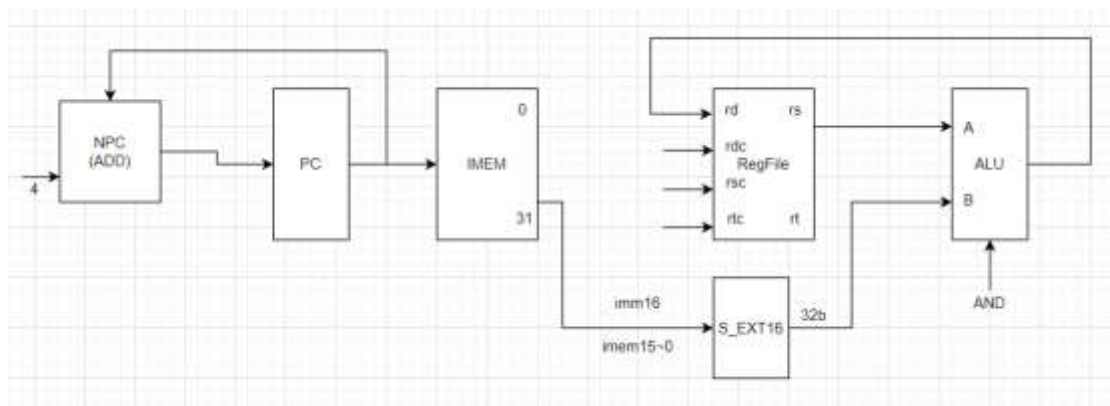 NPC
(ADD)
4
PC
0
IMEM
31
rd
rs
rdc
RegFile
rsc
rtc
rt
A
ALU
B
AND
imm16
S_EXT16
32b
imem15~0